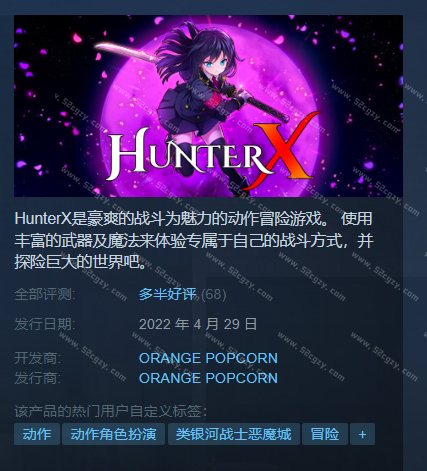 HUNTERX
HunterX是豪爽的战斗为魅力的动作冒险游戏。 使用
丰富的武器及魔法来体验专属于自己的战斗方式，并
探险巨大的世界吧。
全部评测: 多半好评 (68)
发行日期: 2022 年 4 月 29 日
开发商: ORANGE POPCORN
发行商: ORANGE POPCORN
该产品的热门用户自定义标签：
动作 动作角色扮演 类银河战士恶魔城 冒险 +
www.52cgzy.com